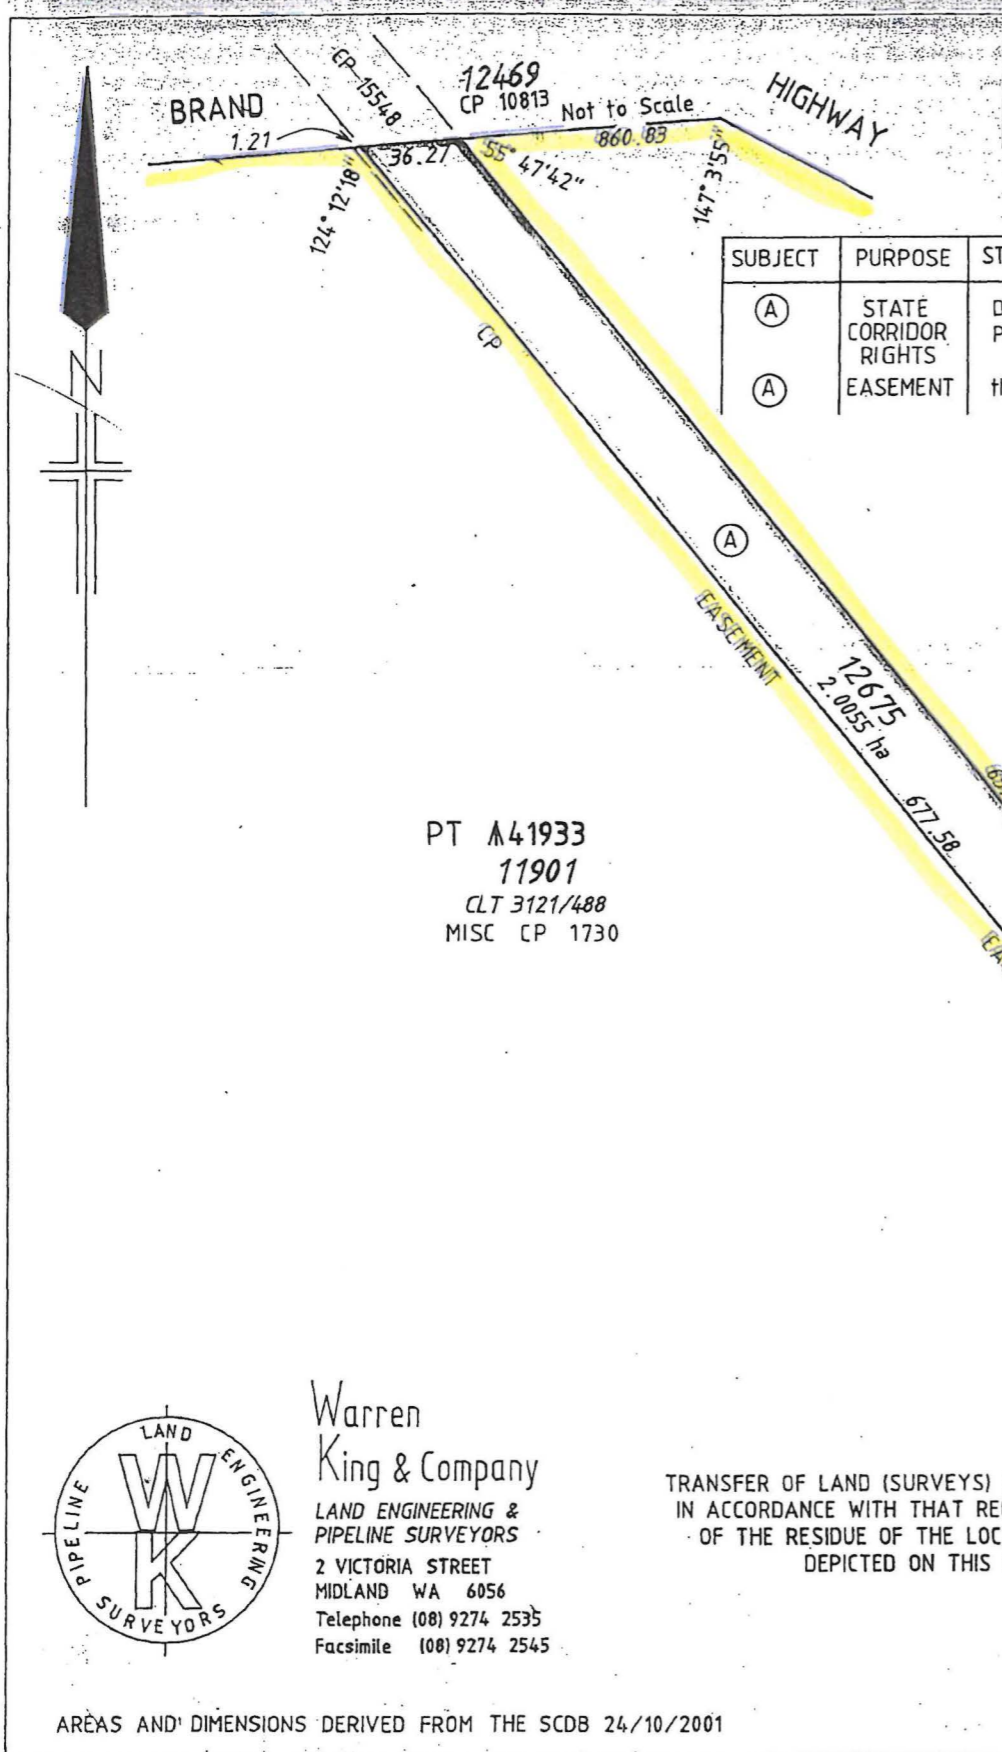 BRAND
1.21
CP 15548
12469
CP 10813
Not to Scale
HIGHWAY
36.27
860.83
124° 12'18"
55° 47'42"
147° 3'55"
SUBJECT PURPOSE ST
A STATE
CORRIDOR
RIGHTS
A EASEMENT
N
CP
A
EASEMENT
12675
2.0055 ha
677.58
PT A41933
11901
CLT 3121/488
MISC CP 1730
LAND ENGINEERING
PIPELINE SURVEYORS
WK
Warren
King & Company
LAND ENGINEERING &
PIPELINE SURVEYORS
2 VICTORIA STREET
MIDLAND WA 6056
Telephone (08) 9274 2535
Facsimile (08) 9274 2545
TRANSFER OF LAND (SURVEYS)
IN ACCORDANCE WITH THAT
OF THE RESIDUE OF THE LOC
DEPICTED ON THIS
AREAS AND DIMENSIONS DERIVED FROM THE SCDB 24/10/2001